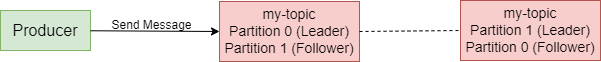 Producer
Send Message
my-topic
Partition 0 (Leader)
Partition 1 (Follower)
my-topic
Partition 1 (Leader)
Partition 0 (Follower)